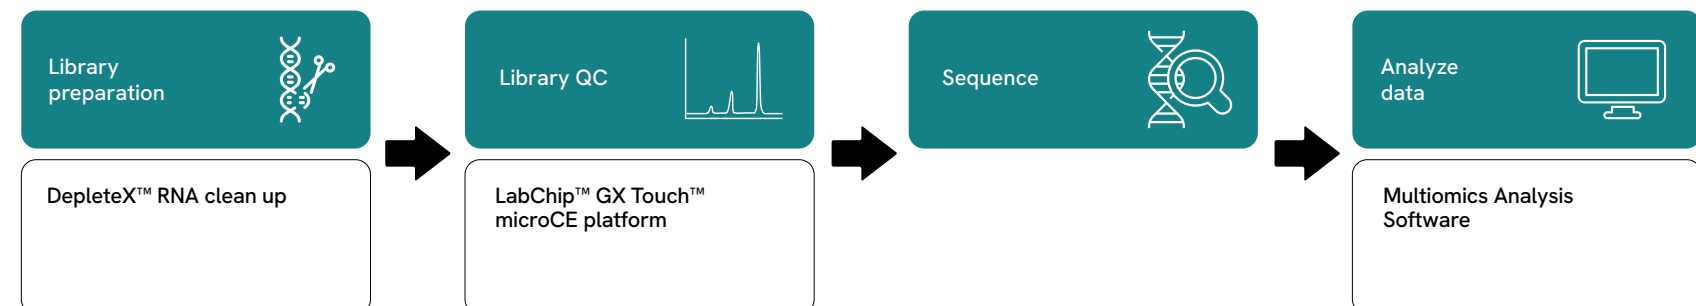 Library
preparation
Library QC
Sequence
Analyze
data
DepleteX™ RNA clean up
LabChip™ GX Touch™
microCE platform
Multiomics Analysis
Software